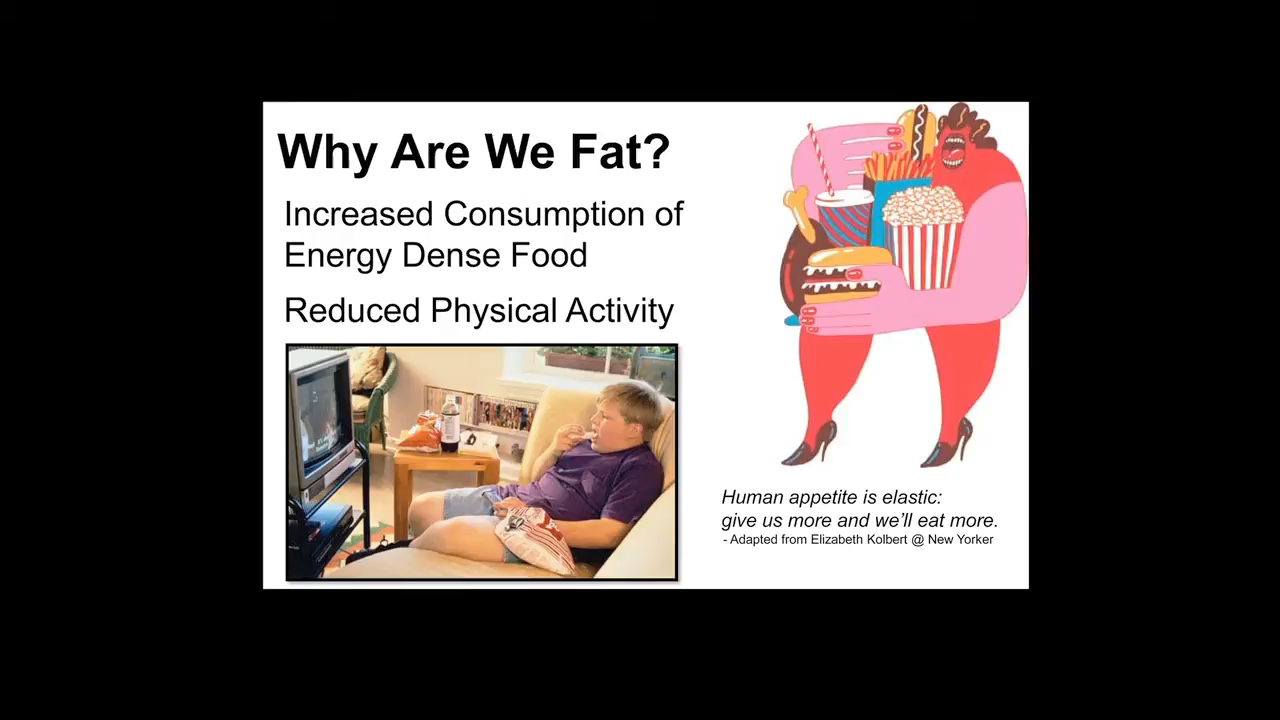 Why Are We Fat?
Increased Consumption of
Energy Dense Food
Reduced Physical Activity
Human appetite is elastic:
give us more and we’ll eat more.
- Adapted from Elizabeth Kolbert @ New Yorker